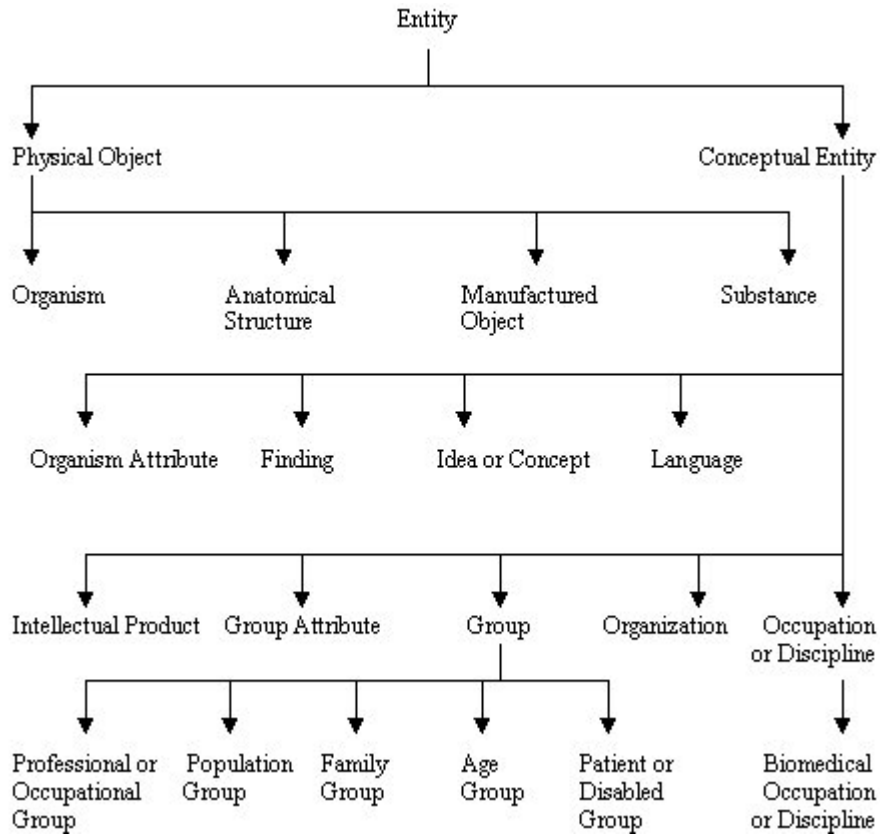 Entity
Physical Object
Conceptual Entity
Organism
Anatomical
Structure
Manufactured
Object
Substance
Organism Attribute
Finding
Idea or Concept
Language
Intellectual Product
Group Attribute
Group
Organization
Occupation
or Discipline
Professional or
Occupational
Group
Population
Group
Family
Group
Age
Group
Patient or
Disabled
Group
Biomedical
Occupation
or Discipline